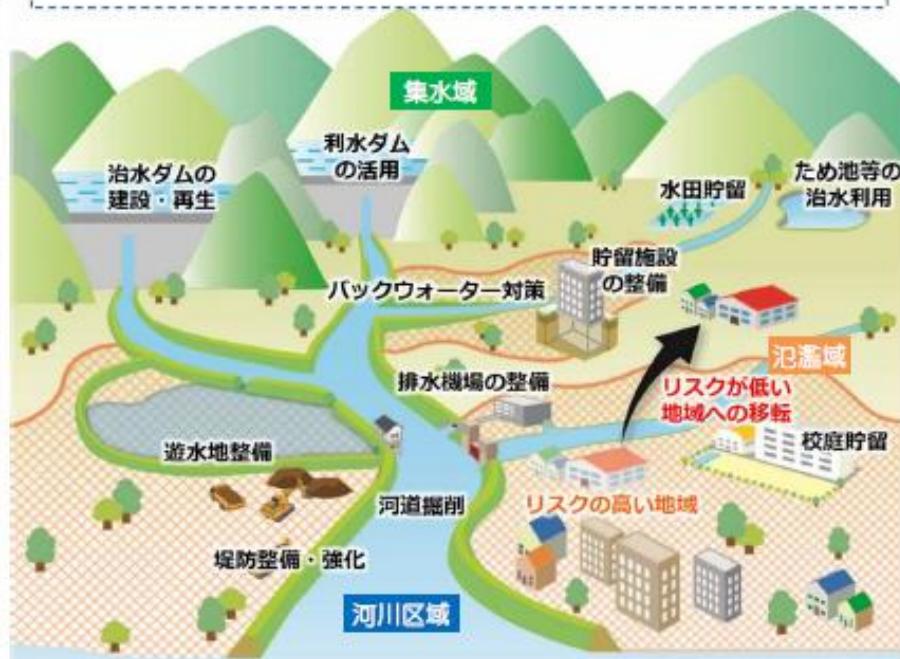 集水域
利水ダム
の活用
治水ダムの
建設・再生
水田貯留
ため池等の
治水利用
貯留施設
の整備
バックウォーター対策
氾濫域
排水機場の整備
リスクが低い
地域への移転
校庭貯留
遊水地整備
河道掘削
リスクの高い地域
堤防整備・強化
河川区域